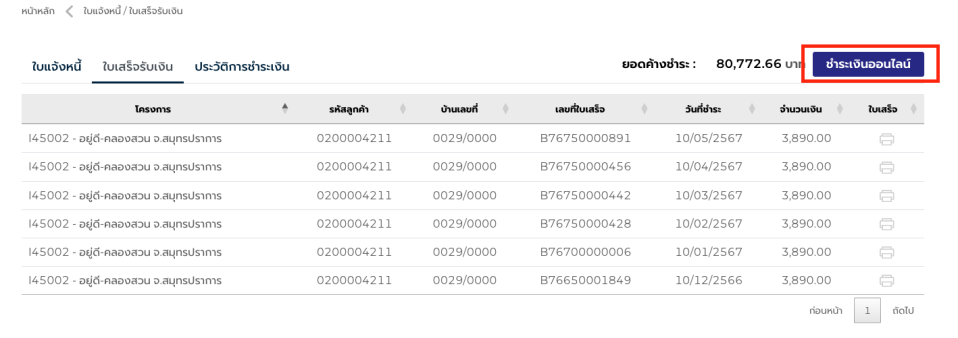 หน้าหลัก ใบแจ้งหนี้ / ใบเสร็จรับเงิน
ใบแจ้งหนี้ ใบเสร็จรับเงิน ประวัติการชำระเงิน ยอดค้างชำระ : 80,772.66 บาท ชำระเงินออนไลน์
โครงการ รหัสลูกค้า บ้านเลขที่ เลขที่ใบเสร็จ วันที่ชำระ จำนวนเงิน ใบเสร็จ
I45002 - อยู่ดี-คลองสวน จ.สมุทรปราการ 0200004211 0029/0000 B76750000891 10/05/2567 3,890.00
I45002 - อยู่ดี-คลองสวน จ.สมุทรปราการ 0200004211 0029/0000 B76750000456 10/04/2567 3,890.00
I45002 - อยู่ดี-คลองสวน จ.สมุทรปราการ 0200004211 0029/0000 B76750000442 10/03/2567 3,890.00
I45002 - อยู่ดี-คลองสวน จ.สมุทรปราการ 0200004211 0029/0000 B76750000428 10/02/2567 3,890.00
I45002 - อยู่ดี-คลองสวน จ.สมุทรปราการ 0200004211 0029/0000 B76700000006 10/01/2567 3,890.00
I45002 - อยู่ดี-คลองสวน จ.สมุทรปราการ 0200004211 0029/0000 B76650001849 10/12/2566 3,890.00
ก่อนหน้า 1 ถัดไป